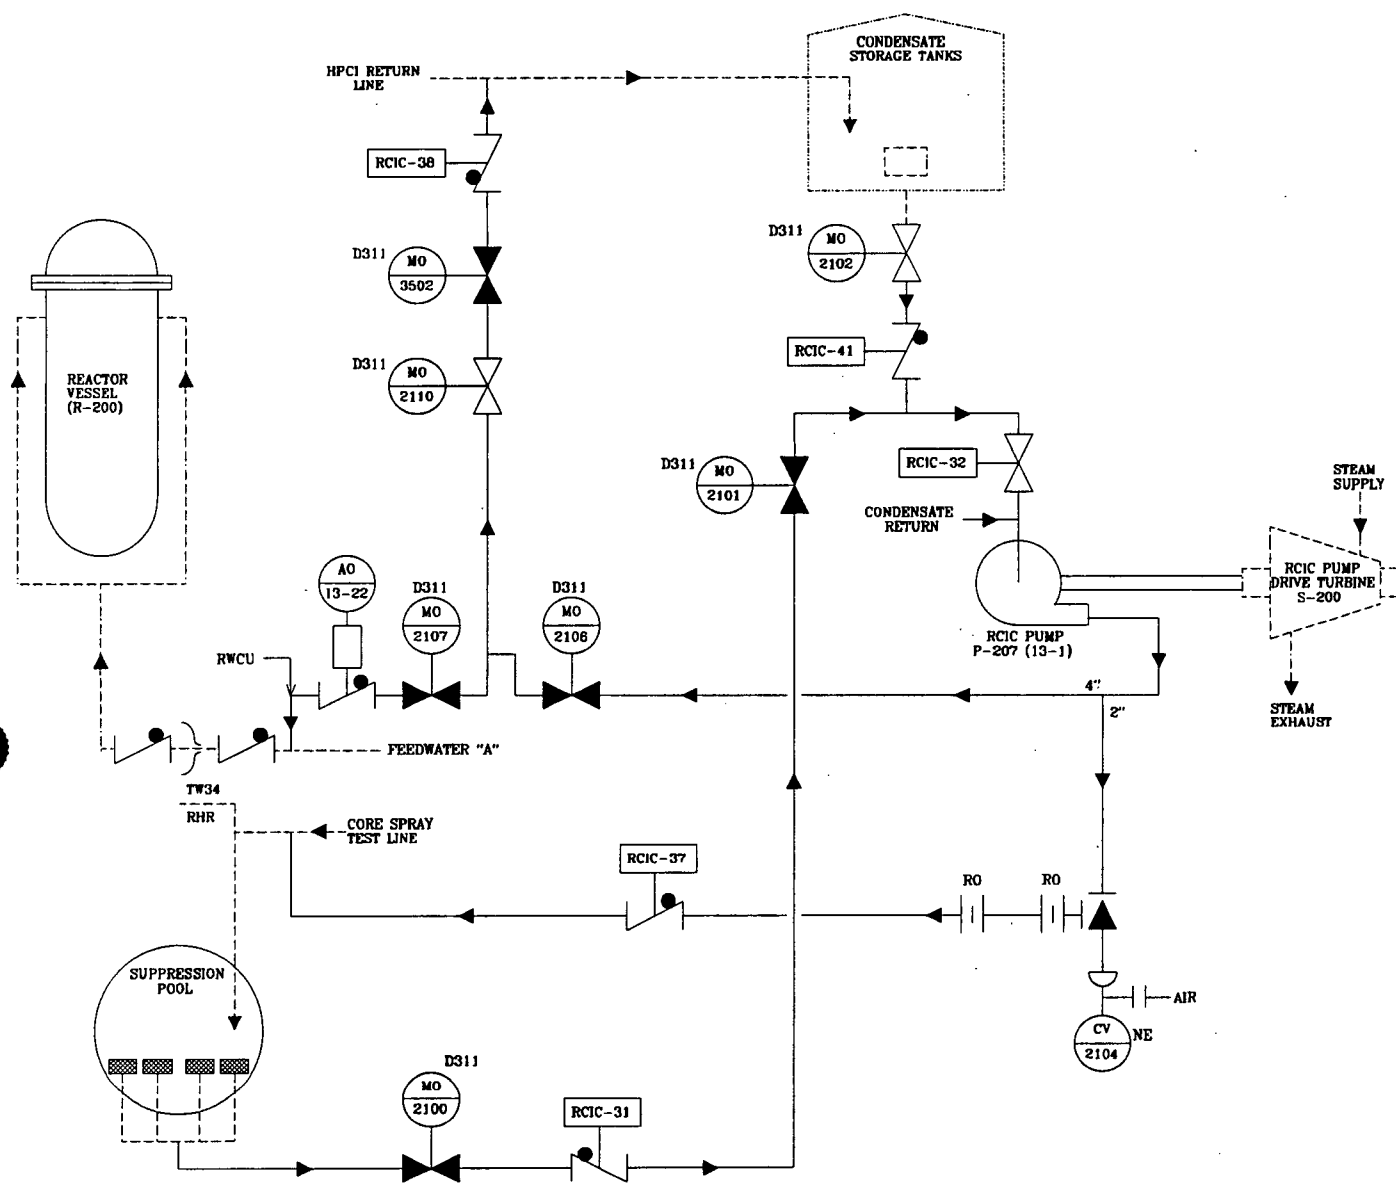 CONDENSATE
STORAGE TANKS
HPCI RETURN
LINE
RCIC-38
D311
MO
2102
D311
MO
3502
RCIC-41
D311
MO
2110
REACTOR
VESSEL
(R-200)
RCIC-32
D311
MO
2101
STEAM
SUPPLY
CONDENSATE
RETURN
AO
13-22
D311
MO
2107
D311
MO
2106
RCIC PUMP
DRIVE TURBINE
S-200
RCIC PUMP
P-207 (13-1)
RWCU
4"
2"
STEAM
EXHAUST
FEEDWATER "A"
TW34
RHR
CORE SPRAY
TEST LINE
RCIC-37
RO
RO
SUPPRESSION
POOL
AIR
CV
2104
NE
D311
MO
2100
RCIC-31